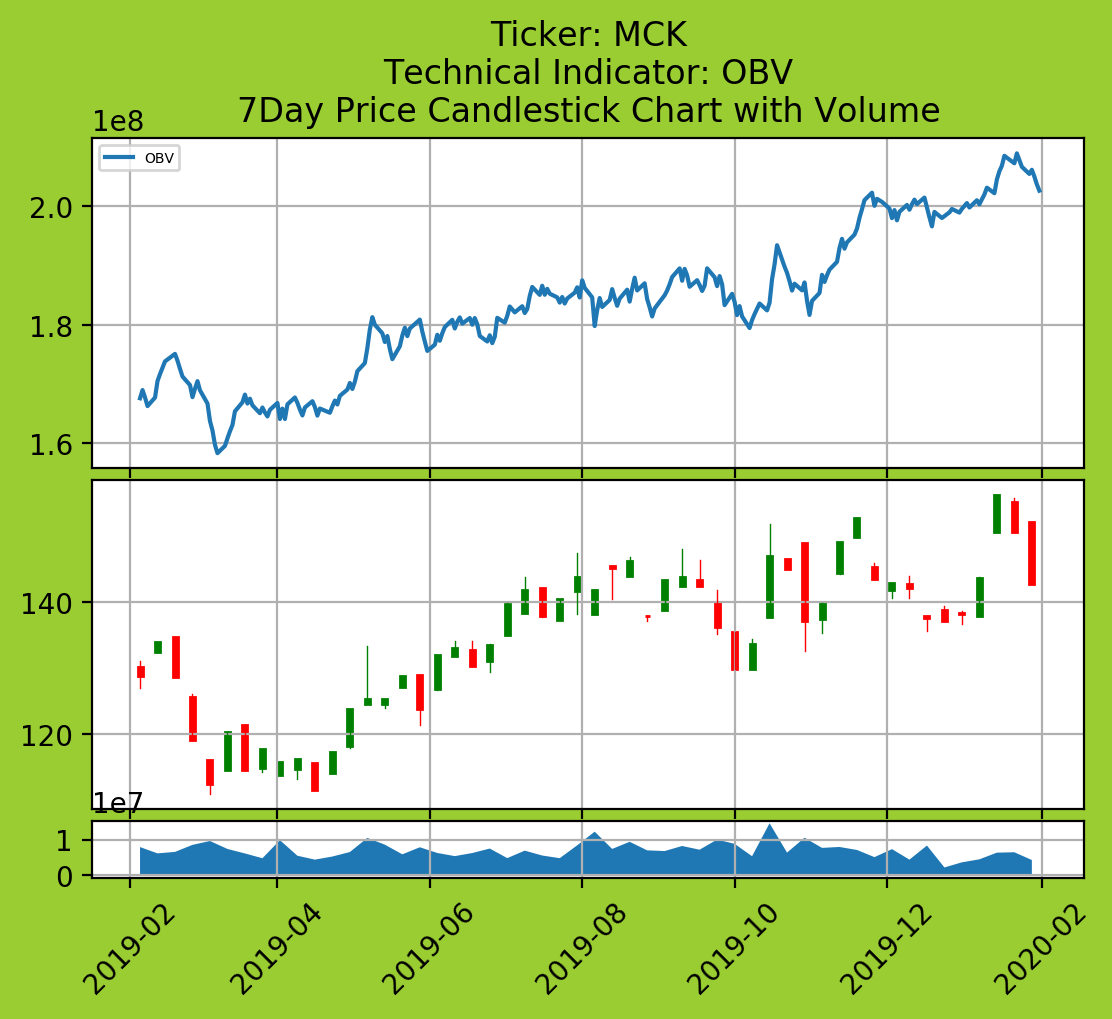 Ticker: MCK
Technical Indicator: OBV
7Day Price Candlestick Chart with Volume
1e8
OBV
2.0
1.8
1.6
140
120
1e7
1
0
2019-02
2019-04
2019-06
2019-08
2019-10
2019-12
2020-02